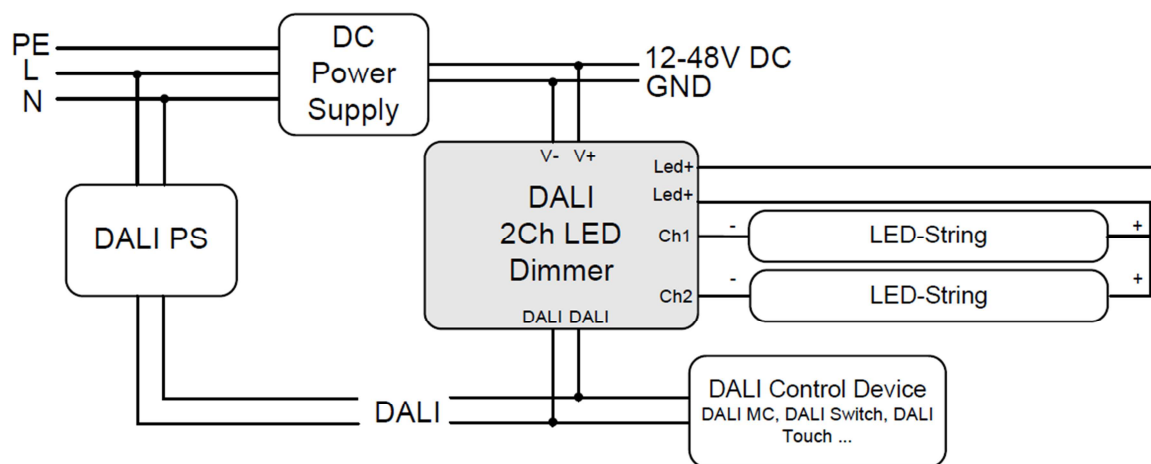 PE
L
N
DC
Power
Supply
12-48V DC
GND
DALI PS
V- V+
DALI
2Ch LED
Dimmer
Led+
Led+
Ch1
Ch2
DALI DALI
- LED-String +
- LED-String +
DALI
DALI Control Device
DALI MC, DALI Switch, DALI
Touch ...